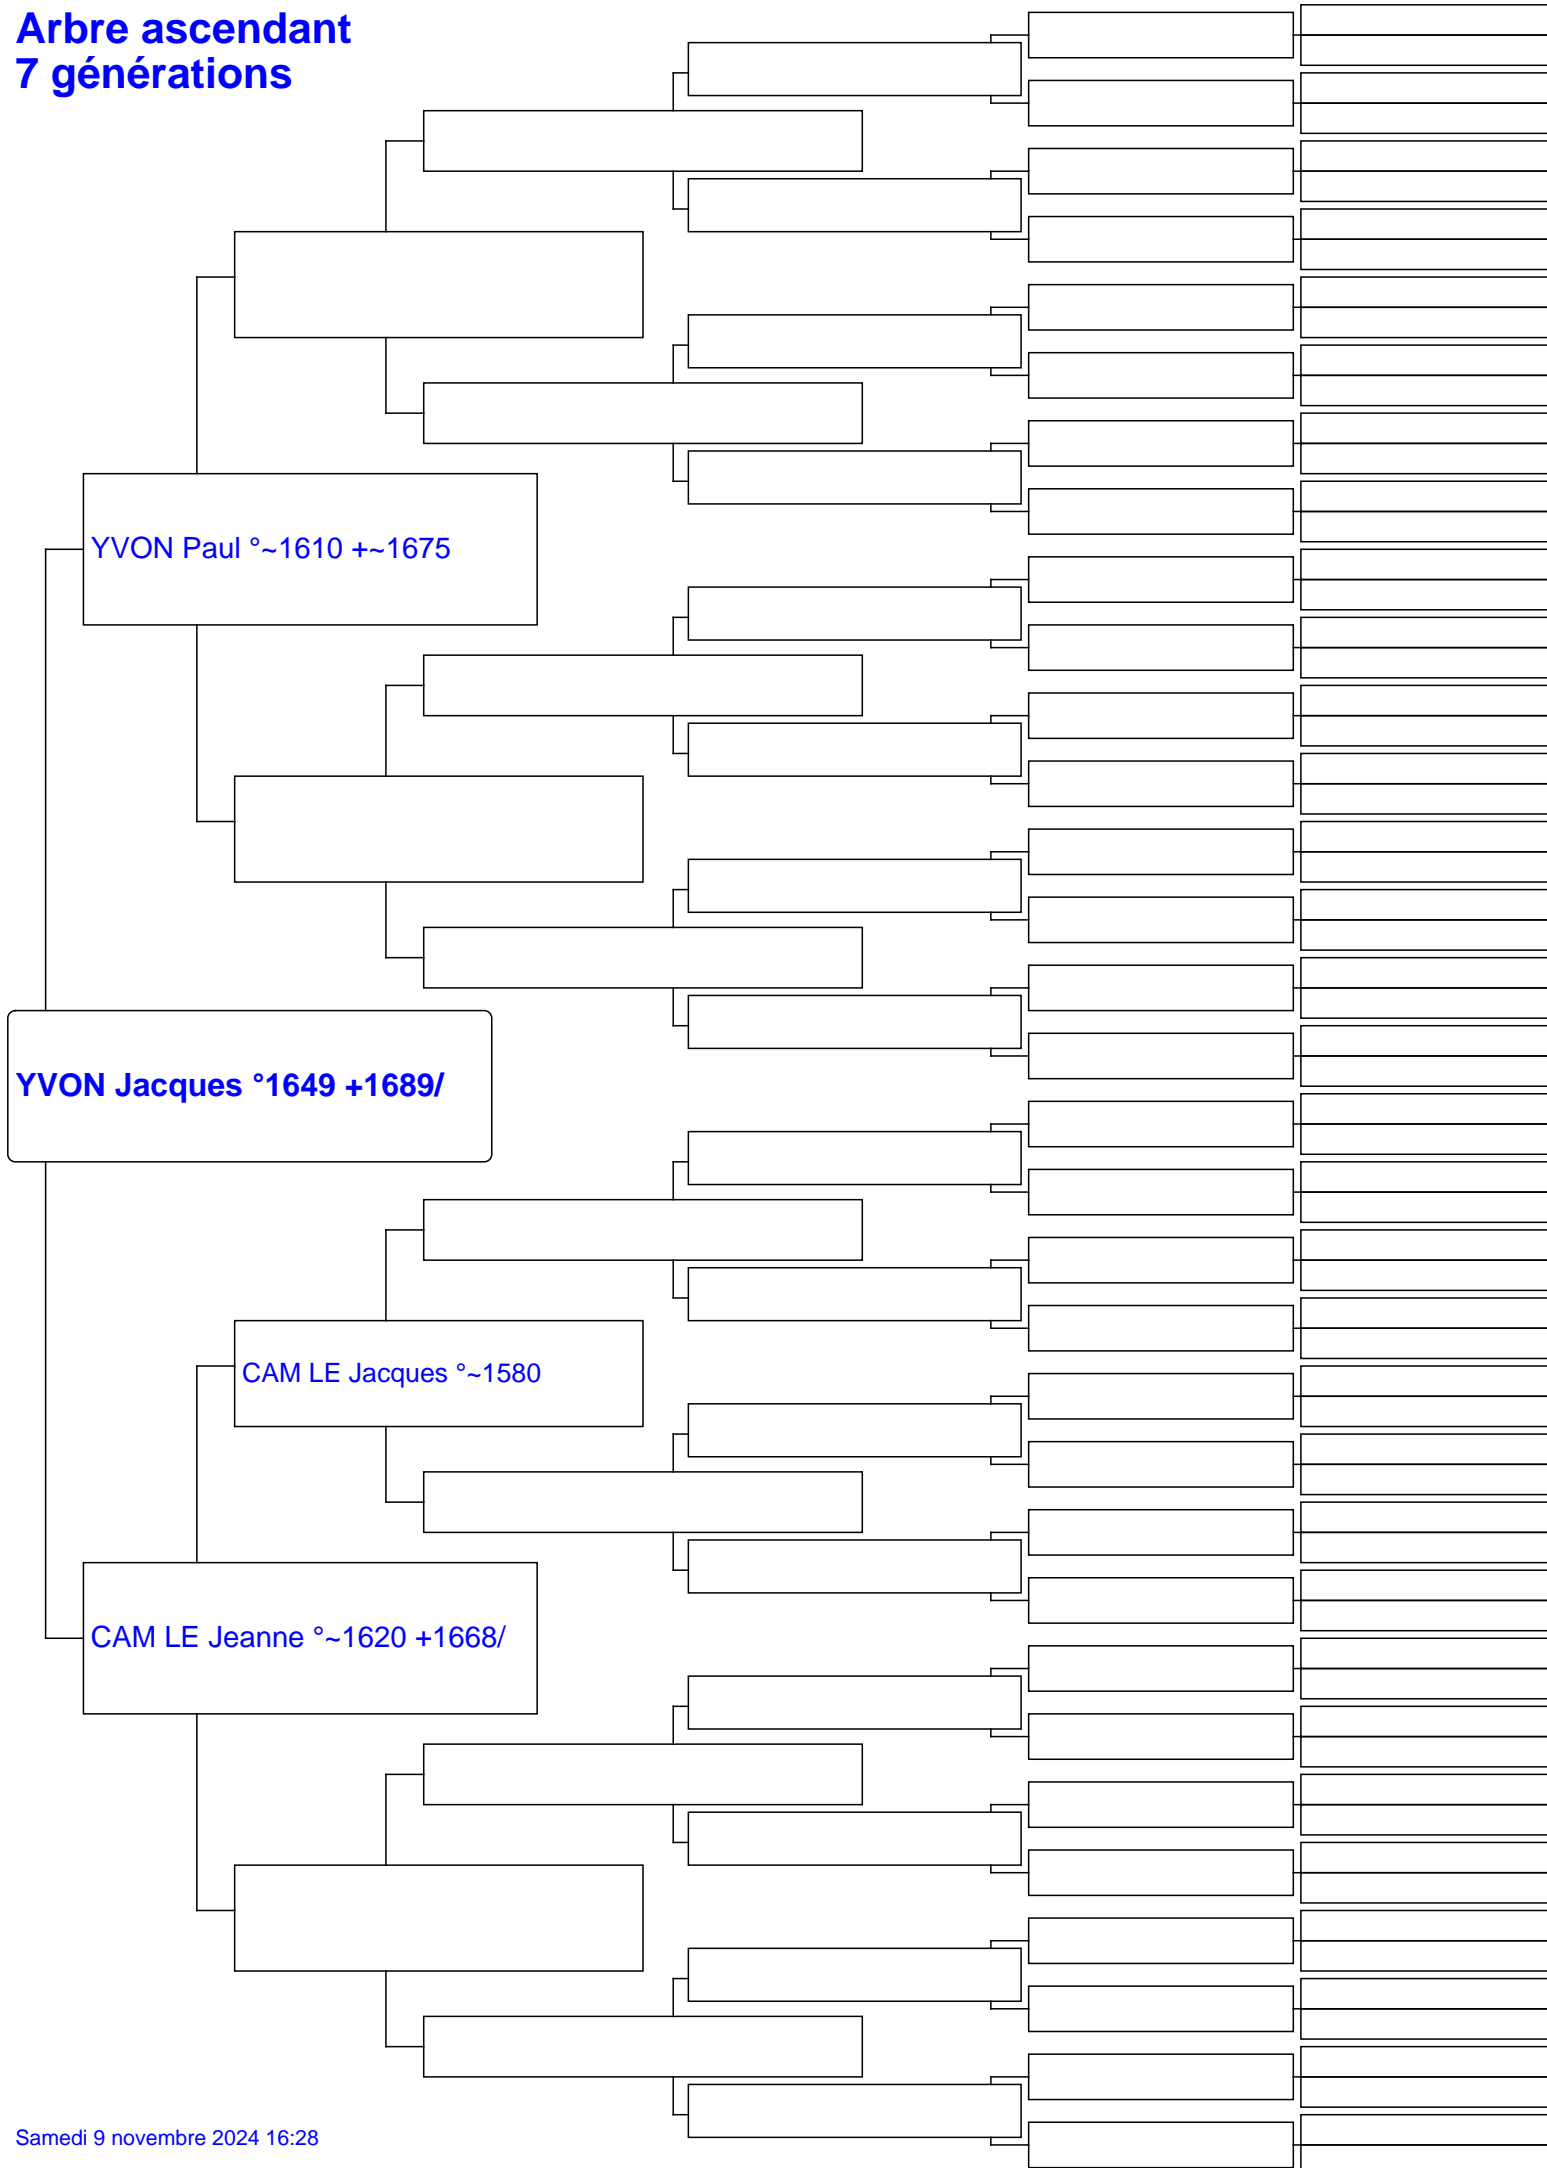 Arbre ascendant
7 générations
YVON Paul °~1610 +~1675
YVON Jacques °1649 +1689/
CAM LE Jacques °~1580
CAM LE Jeanne °~1620 +1668/
Samedi 9 novembre 2024 16:28